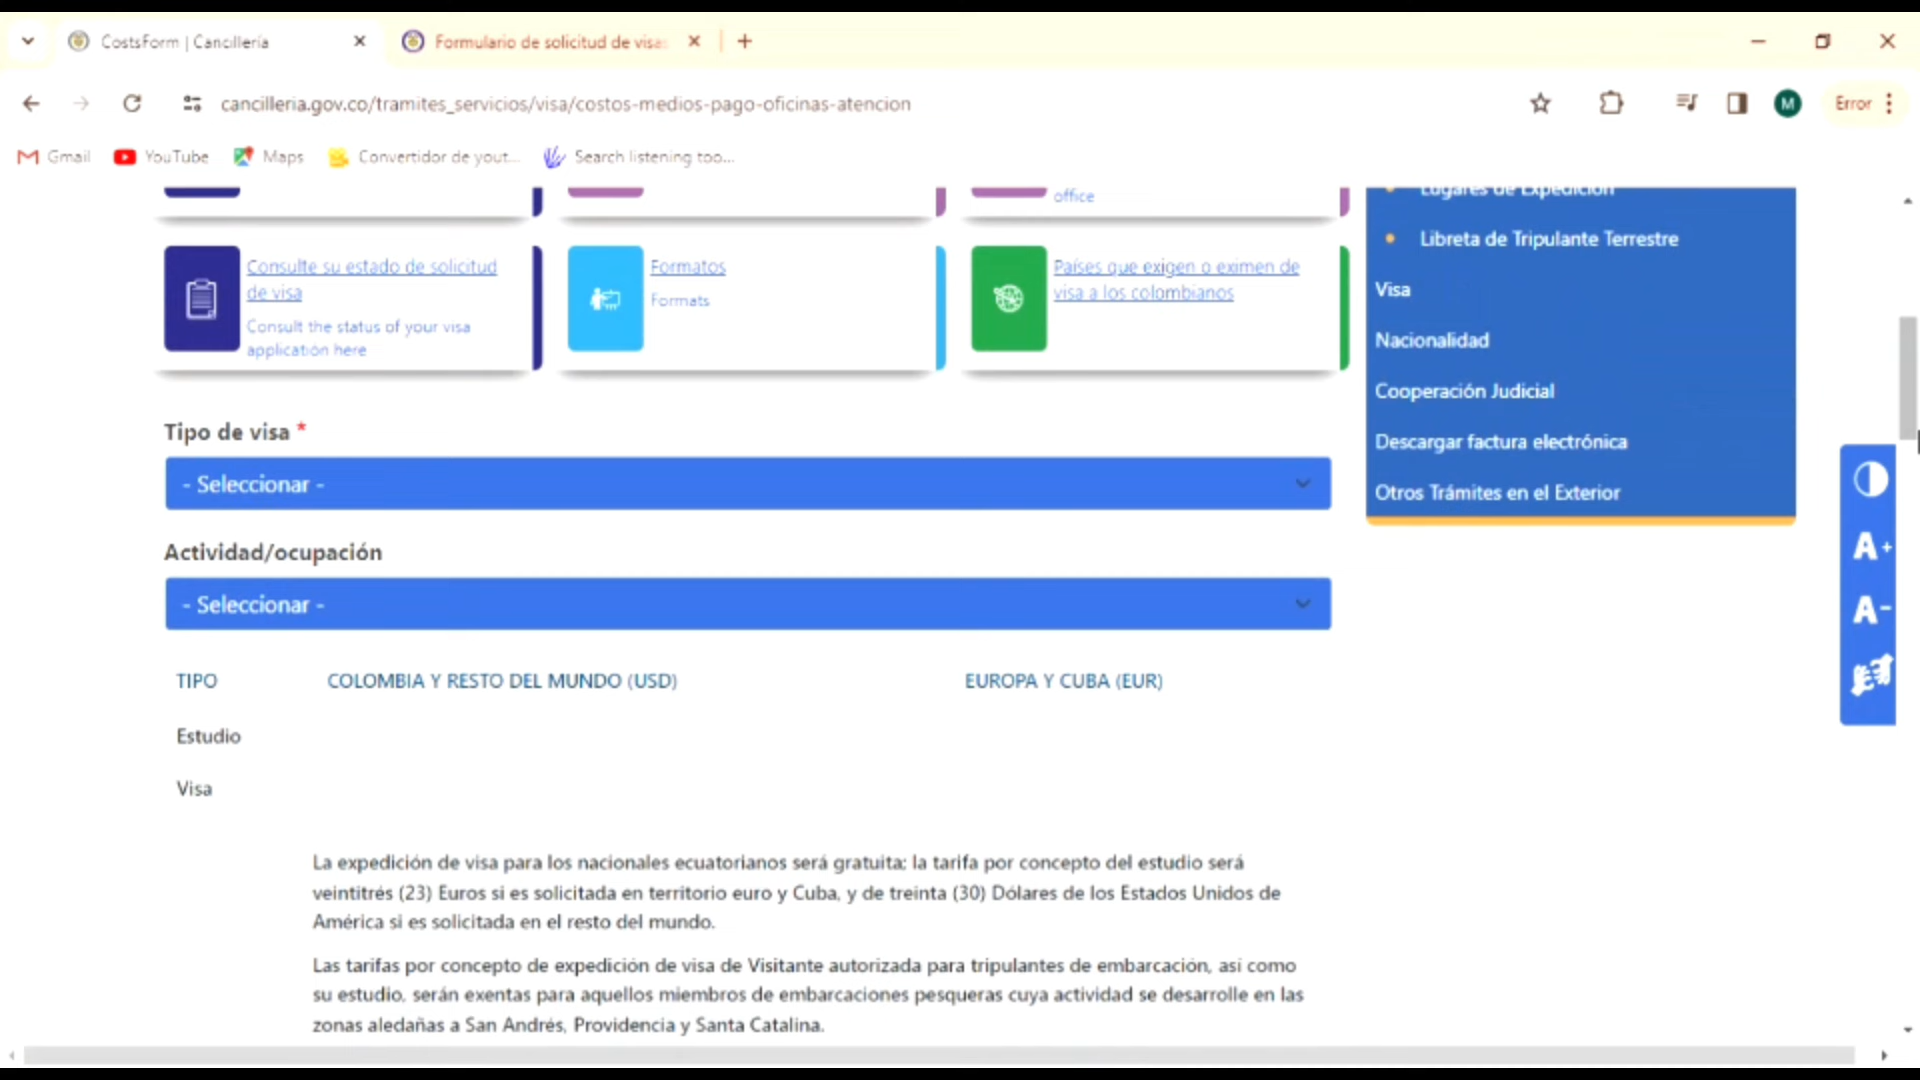 CostsForm | Cancillería
Formulario de solicitud de visa
cancilleria.gov.co/tramites_servicios/visa/costos-medios-pago-oficinas-atencion
M
Error
Gmail
YouTube
Maps
Convertidor de yout...
Search listening too...
office
Lugares de Expedición
Libreta de Tripulante Terrestre
Visa
Nacionalidad
Cooperación Judicial
Descargar factura electrónica
Otros Trámites en el Exterior
Consulte su estado de solicitud
de visa
Consult the status of your visa
application here
Formatos
Formats
Países que exigen o eximen de
visa a los colombianos
Tipo de visa *
- Seleccionar -
Actividad/ocupación
- Seleccionar -
TIPO COLOMBIA Y RESTO DEL MUNDO (USD) EUROPA Y CUBA (EUR)
Estudio
Visa
La expedición de visa para los nacionales ecuatorianos será gratuita; la tarifa por concepto del estudio será
veintitrés (23) Euros si es solicitada en territorio euro y Cuba, y de treinta (30) Dólares de los Estados Unidos de
América si es solicitada en el resto del mundo.
Las tarifas por concepto de expedición de visa de Visitante autorizada para tripulantes de embarcación, así como
su estudio, serán exentas para aquellos miembros de embarcaciones pesqueras cuya actividad se desarrolle en las
zonas aledañas a San Andrés, Providencia y Santa Catalina.
A+
A-